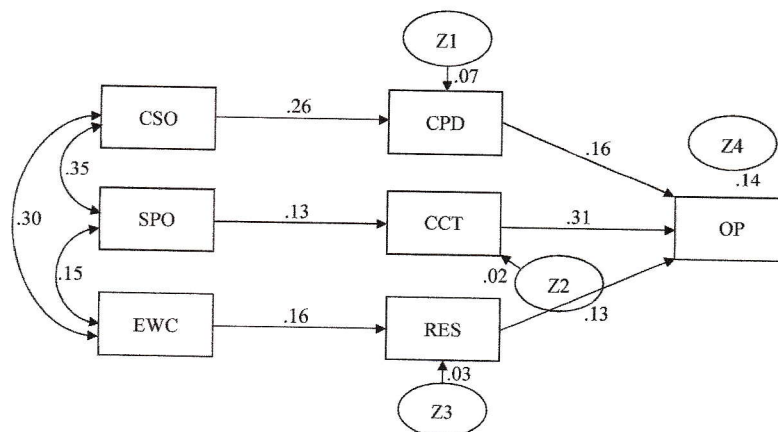 Z1
.07
CSO
.26
CPD
Z4
.14
.16
.35
.30
SPO
.13
CCT
.31
OP
.15
.02
Z2
EWC
.16
RES
.13
.03
Z3